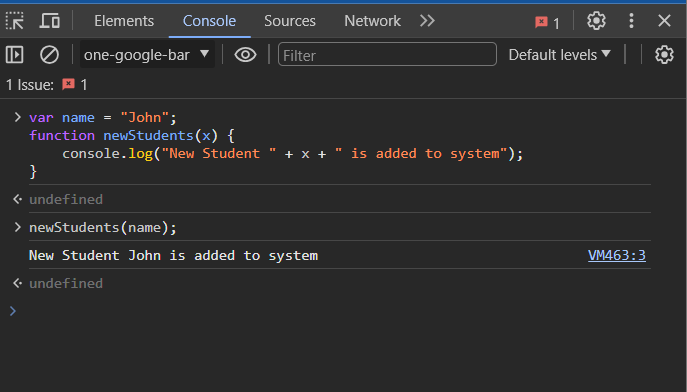 Elements Console Sources Network 1
one-google-bar Filter Default levels
1 Issue: 1
var name = "John";
function newStudents(x) {
    console.log("New Student " + x + " is added to system");
}
undefined
newStudents(name);
New Student John is added to system VM463:3
undefined